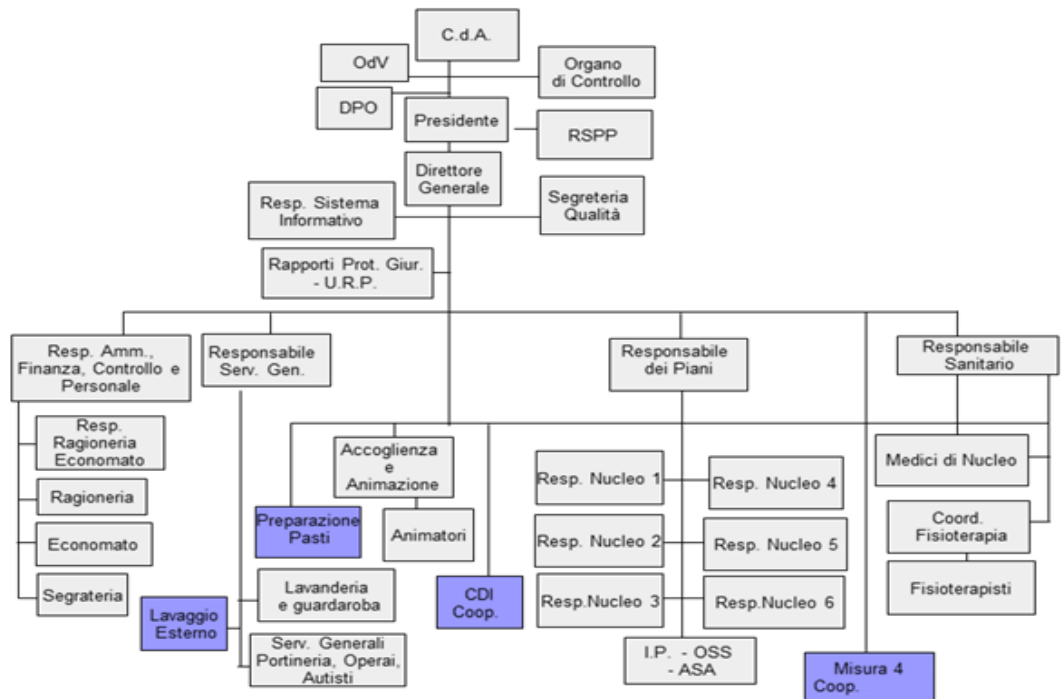 C.d.A.
OdV
Organo
di Controllo
DPO
Presidente
RSPP
Direttore
Generale
Resp. Sistema
Informativo
Segreteria
Qualità
Rapporti Prot. Giur.
- U.R.P.
Resp. Amm.,
Finanza, Controllo e
Personale
Responsabile
Serv. Gen.
Responsabile
dei Piani
Responsabile
Sanitario
Resp.
Ragioneria
Economato
Ragioneria
Economato
Segrateria
Accoglienza
e
Animazione
Preparazione
Pasti
Animatori
Lavaggio
Esterno
Lavanderia
e guardaroba
Serv. Generali
Portineria, Operai,
Autisti
CDI
Coop.
Resp. Nucleo 1
Resp. Nucleo 4
Resp. Nucleo 2
Resp. Nucleo 5
Resp.Nucleo 3
Resp.Nucleo 6
I.P. - OSS
- ASA
Medici di Nucleo
Coord.
Fisioterapia
Fisioterapisti
Misura 4
Coop.